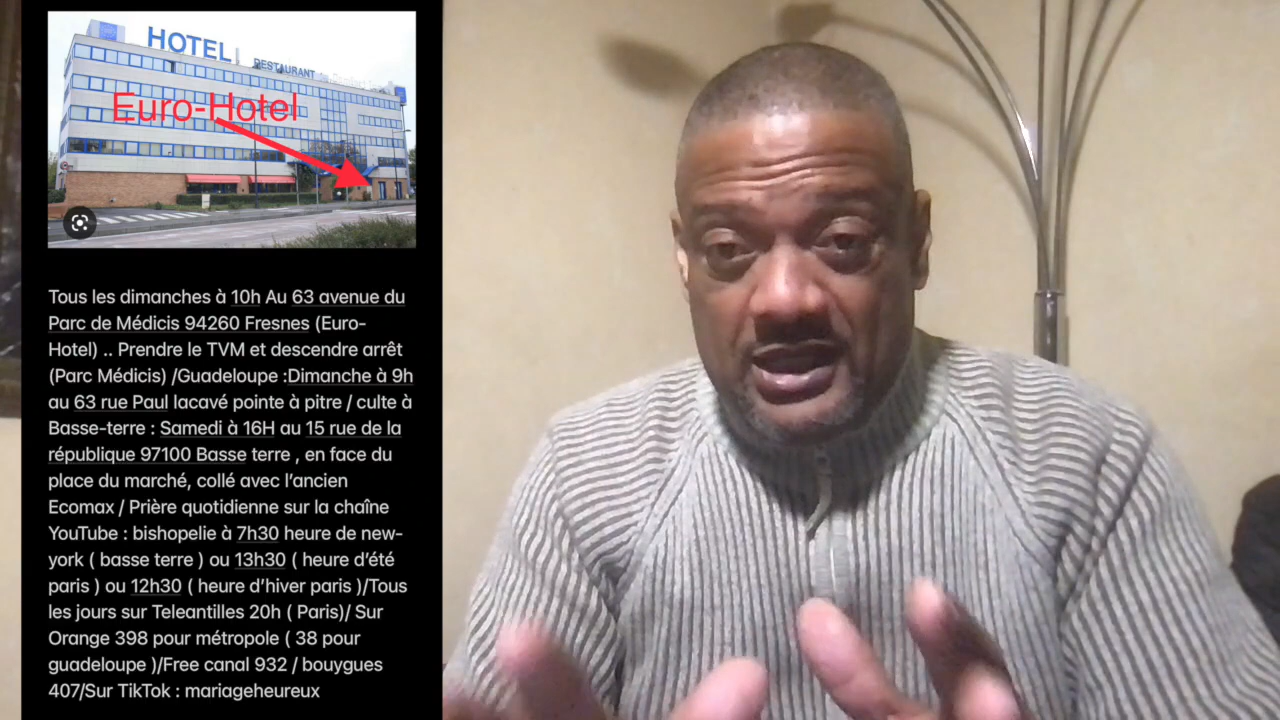 HOTEL
RESTAURANT
Euro-Hotel
Tous les dimanches à 10h Au 63 avenue du
Parc de Médicis 94260 Fresnes (Euro-
Hotel) .. Prendre le TVM et descendre arrêt
(Parc Médicis) /Guadeloupe :Dimanche à 9h
au 63 rue Paul lacavé pointe à pitre / culte à
Basse-terre : Samedi à 16H au 15 rue de la
république 97100 Basse terre , en face du
place du marché, collé avec l’ancien
Ecomax / Prière quotidienne sur la chaîne
YouTube : bishopelie à 7h30 heure de new-
york ( basse terre ) ou 13h30 ( heure d’été
paris ) ou 12h30 ( heure d’hiver paris )/Tous
les jours sur Teleantilles 20h ( Paris)/ Sur
Orange 398 pour métropole ( 38 pour
guadeloupe )/Free canal 932 / bouygues
407/Sur TikTok : mariageheureux